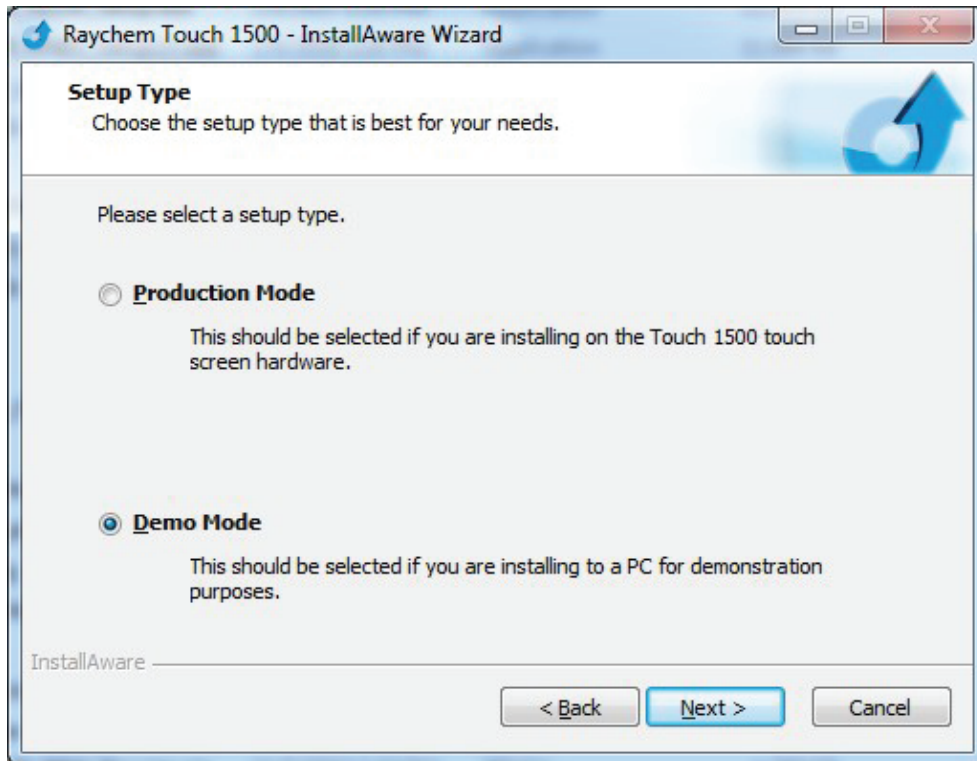 Raychem Touch 1500 - InstallAware Wizard
Setup Type
Choose the setup type that is best for your needs.
Please select a setup type.
Production Mode
This should be selected if you are installing on the Touch 1500 touch
screen hardware.
Demo Mode
This should be selected if you are installing to a PC for demonstration
purposes.
InstallAware
< Back
Next >
Cancel